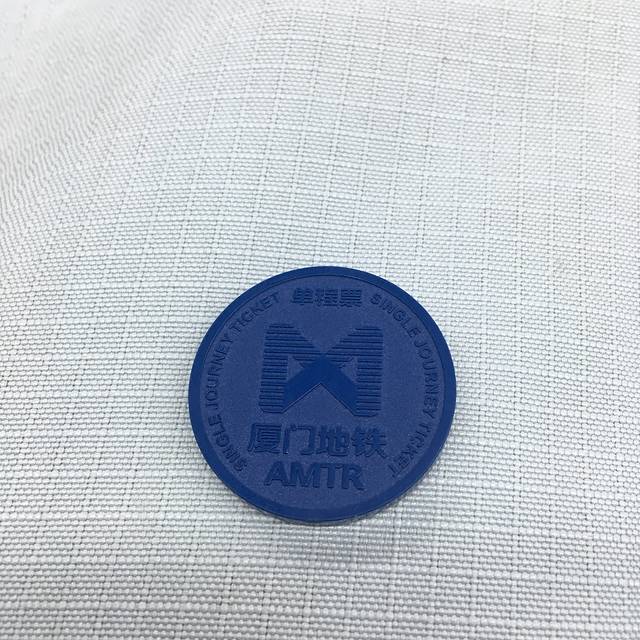 单程票
SINGLE JOURNEY TICKET
SINGLE JOURNEY TICKET
厦门地铁
AMTR